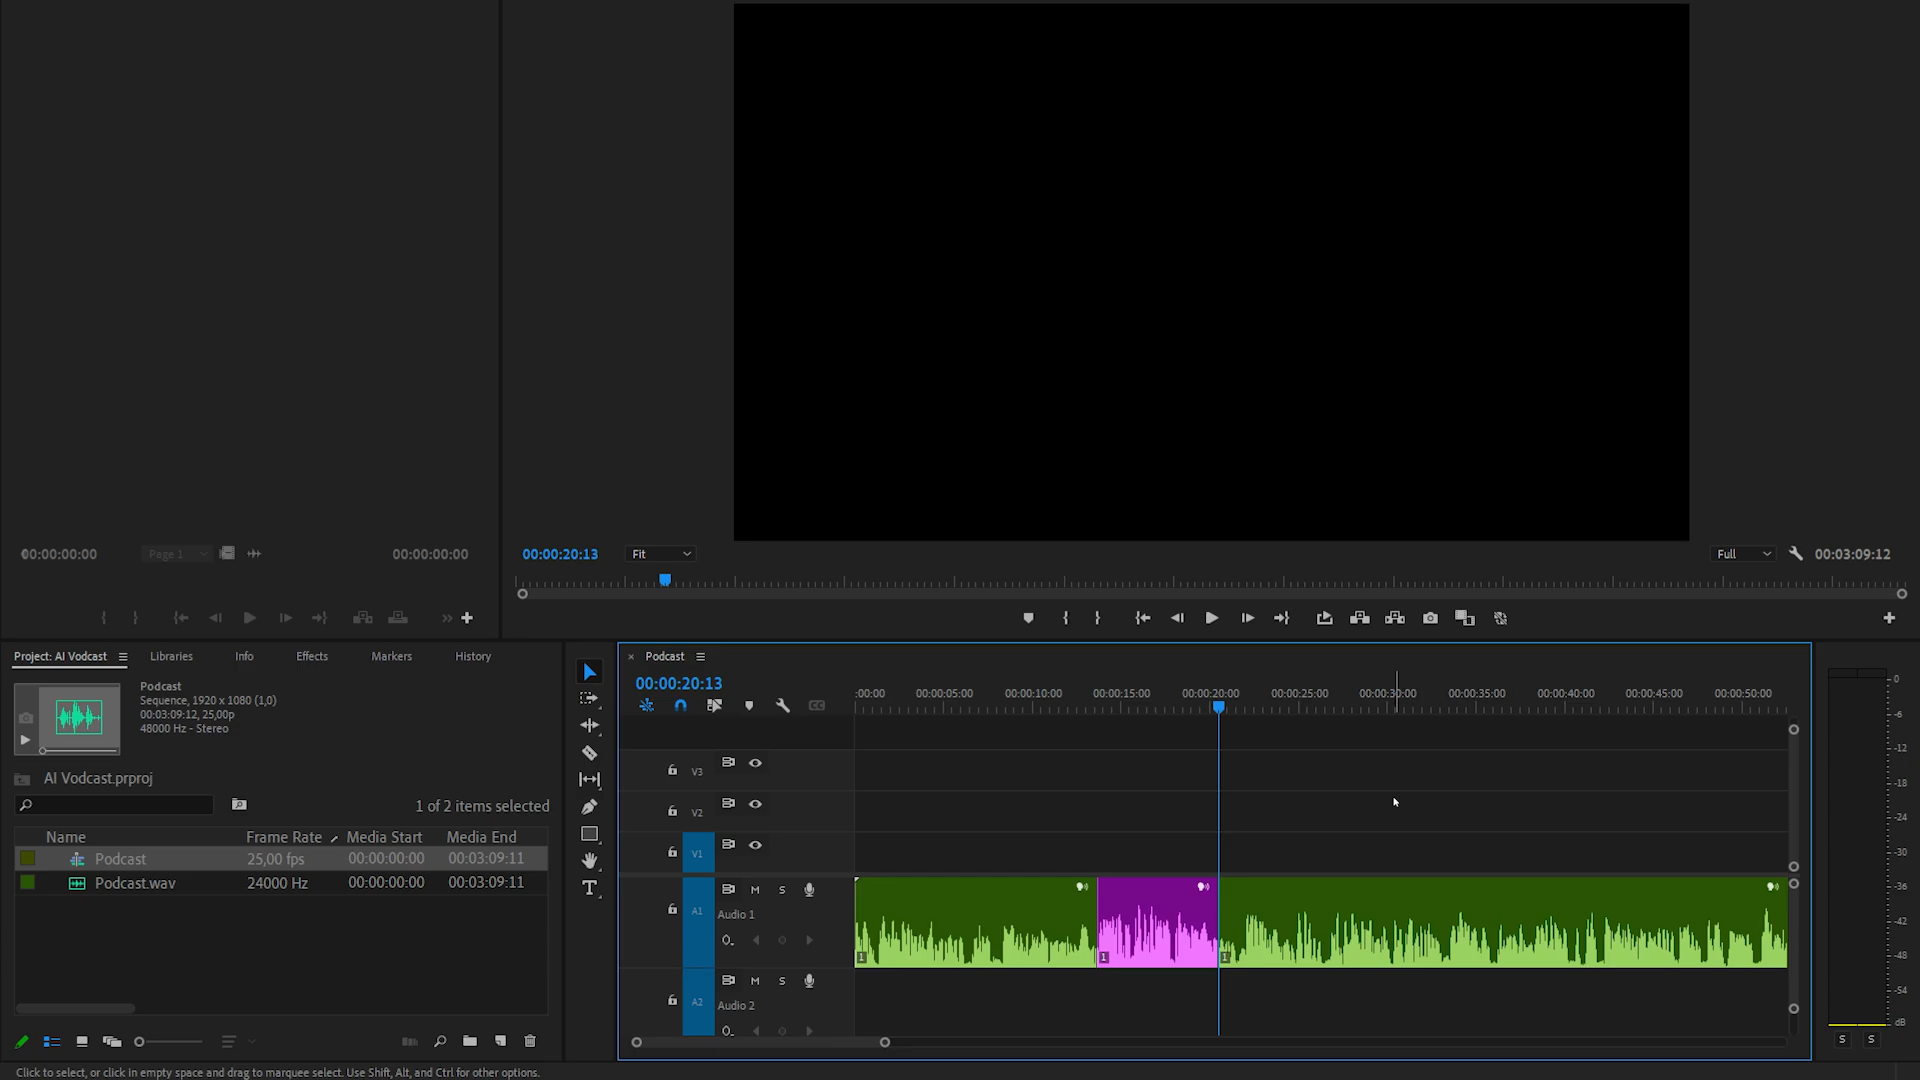 00:00:00:00
Page 1
00:00:00:00
00:00:20:13
Fit
Full
00:03:09:12
Project: AI Vodcast
Libraries
Info
Effects
Markers
History
Podcast
Sequence, 1920 x 1080 (1,0)
00:03:09:12, 25,00p
48000 Hz - Stereo
AI Vodcast.prproj
1 of 2 items selected
Name
Frame Rate
Media Start
Media End
Podcast
25,00 fps
00:00:00:00
00:03:09:11
Podcast.wav
24000 Hz
00:00:00:00
00:03:09:11
× Podcast
00:00:20:13
:00:00
00:00:05:00
00:00:10:00
00:00:15:00
00:00:20:00
00:00:25:00
00:00:30:00
00:00:35:00
00:00:40:00
00:00:45:00
00:00:50:00
CC
V3
V2
V1
A1
M
S
Audio 1
1
1
1
A2
M
S
Audio 2
0
-6
-12
-18
-24
-30
-36
-42
-48
-54
dB
S
S
Click to select, or click in empty space and drag to marquee select. Use Shift, Alt, and Ctrl for other options.